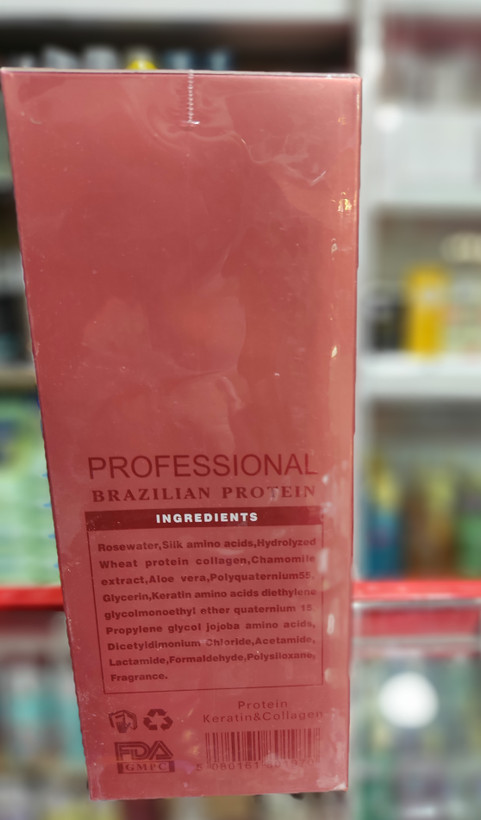 PROFESSIONAL
BRAZILIAN PROTEIN
INGREDIENTS
Rosewater,Silk amino acids,Hydrolyzed
Wheat protein collagen,Chamomile
extract,Aloe vera,Polyquaternium55.
Glycerin,Keratin amino acids diethylene
glycolmonoethyl ether quaternium 15.
Propylene glycol jojoba amino acids,
Dicetyldimonium Chloride,Acetamide,
Lactamide,Formaldehyde,Polysiloxane,
Fragrance.
Protein
Keratin&Collagen
FDA
GMPC